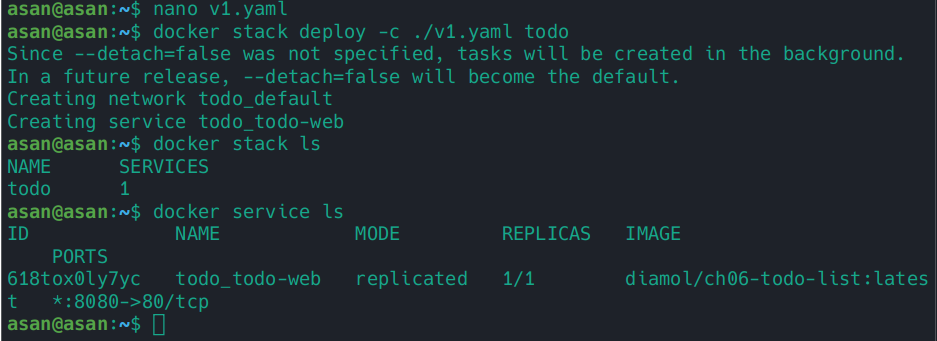 asan@asan:~$ nano v1.yaml
asan@asan:~$ docker stack deploy -c ./v1.yaml todo
Since --detach=false was not specified, tasks will be created in the background.
In a future release, --detach=false will become the default.
Creating network todo_default
Creating service todo_todo-web
asan@asan:~$ docker stack ls
NAME      SERVICES
todo      1
asan@asan:~$ docker service ls
ID             NAME            MODE         REPLICAS   IMAGE
    PORTS
618tox0ly7yc   todo_todo-web   replicated   1/1        diamol/ch06-todo-list:lates
t   *:8080->80/tcp
asan@asan:~$